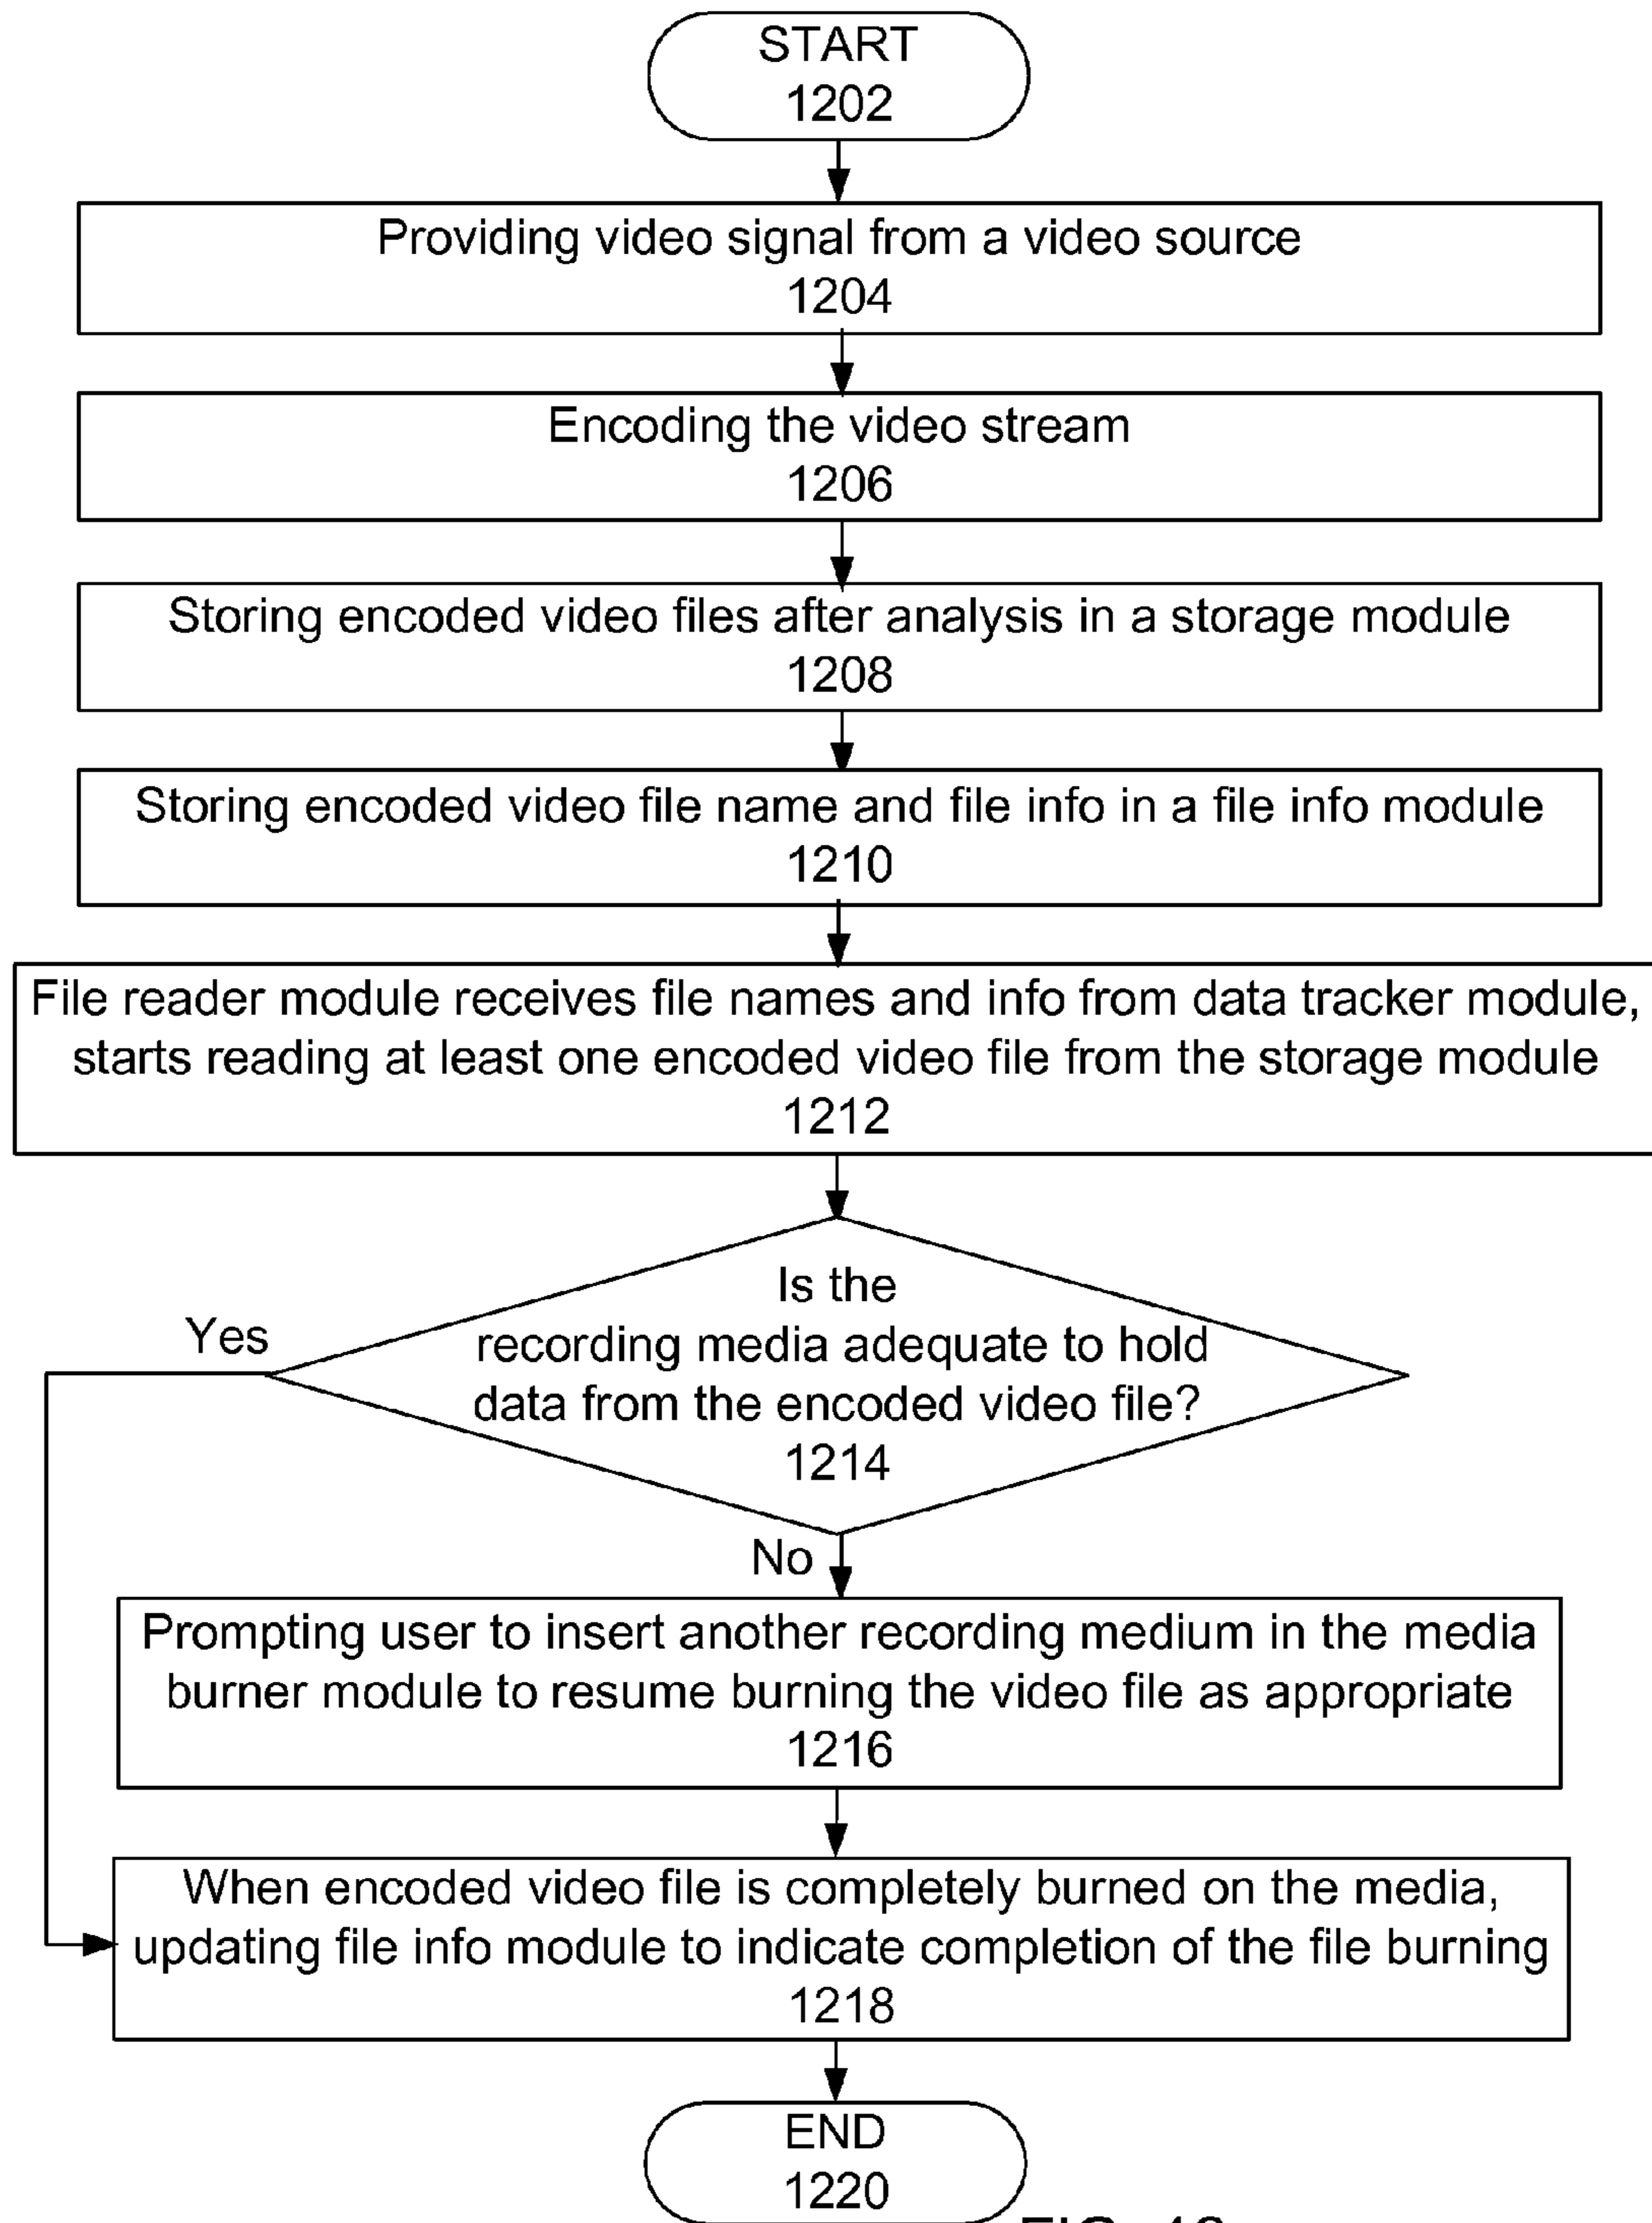 START
1202
Providing video signal from a video source
1204
Encoding the video stream
1206
Storing encoded video files after analysis in a storage module
1208
Storing encoded video file name and file info in a file info module
1210
File reader module receives file names and info from data tracker module,
starts reading at least one encoded video file from the storage module
1212
Is the
recording media adequate to hold
data from the encoded video file?
1214
Yes
No
Prompting user to insert another recording medium in the media
burner module to resume burning the video file as appropriate
1216
When encoded video file is completely burned on the media,
updating file info module to indicate completion of the file burning
1218
END
1220